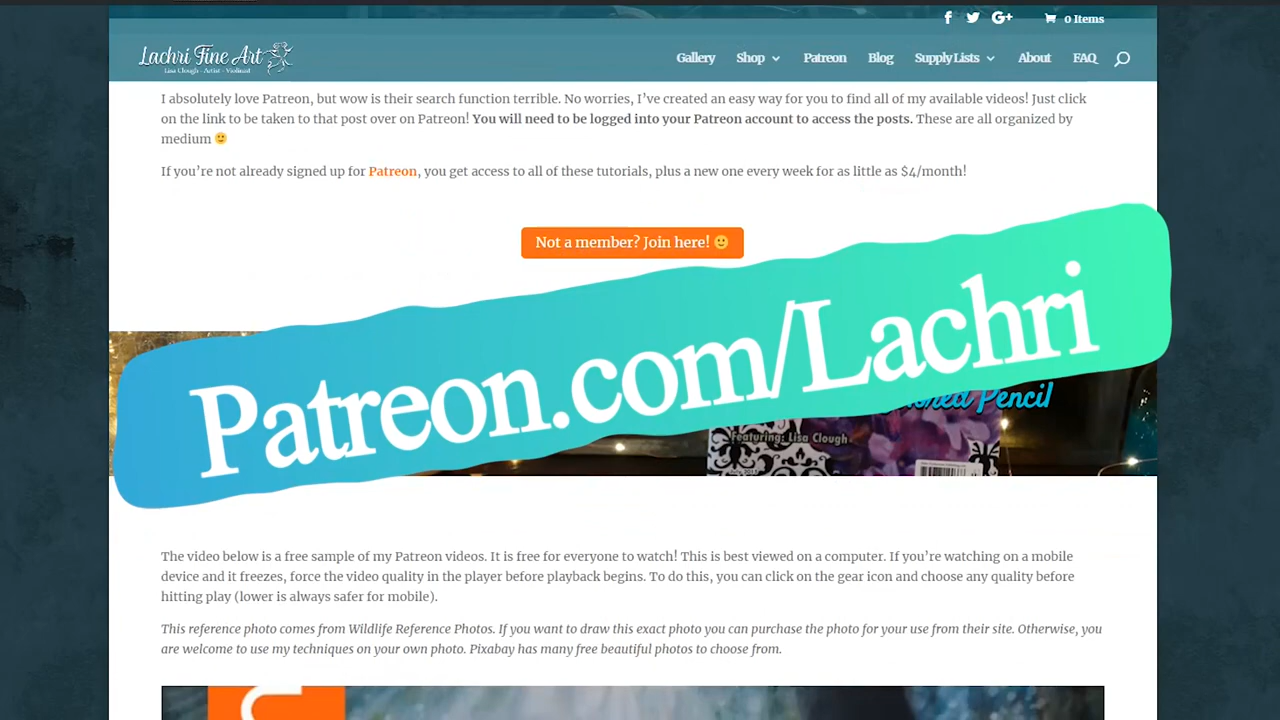 0 Items
Lachri Fine Art
Lisa Clough - Artist - Violinist
Gallery Shop Patreon Blog Supply Lists About FAQ
I absolutely love Patreon, but wow is their search function terrible. No worries, I’ve created an easy way for you to find all of my available videos! Just click
on the link to be taken to that post over on Patreon! You will need to be logged into your Patreon account to access the posts. These are all organized by
medium 🙂
If you’re not already signed up for Patreon, you get access to all of these tutorials, plus a new one every week for as little as $4/month!
Not a member? Join here! 🙂
Patreon.com/Lachri
Pencil
Featuring: Lisa Clough
The video below is a free sample of my Patreon videos. It is free for everyone to watch! This is best viewed on a computer. If you’re watching on a mobile
device and it freezes, force the video quality in the player before playback begins. To do this, you can click on the gear icon and choose any quality before
hitting play (lower is always safer for mobile).
This reference photo comes from Wildlife Reference Photos. If you want to draw this exact photo you can purchase the photo for your use from their site. Otherwise, you
are welcome to use my techniques on your own photo. Pixabay has many free beautiful photos to choose from.